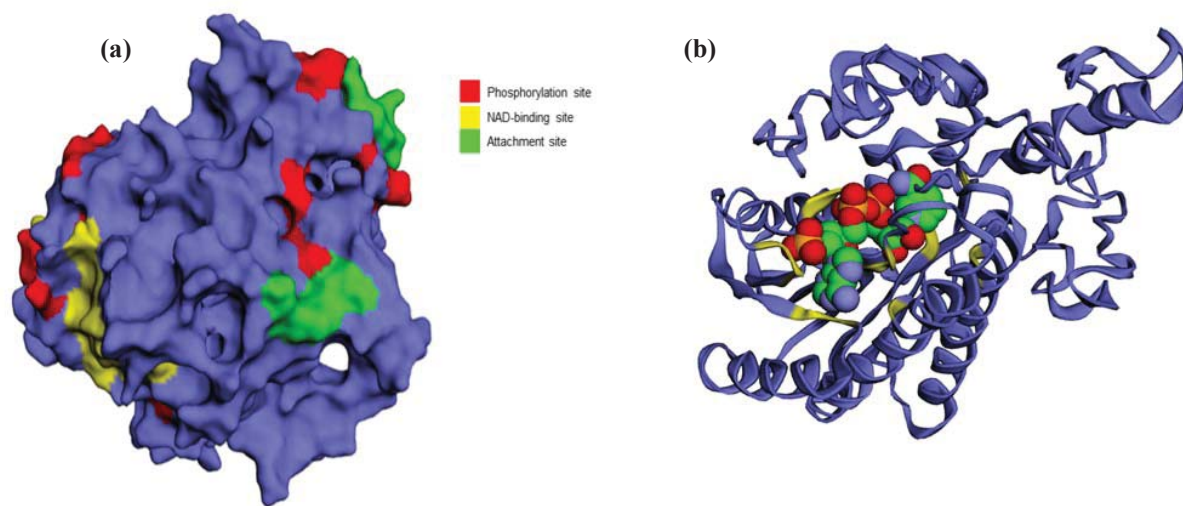 (a)
Phosphorylation site
NAD-binding site
Attachment site
(b)